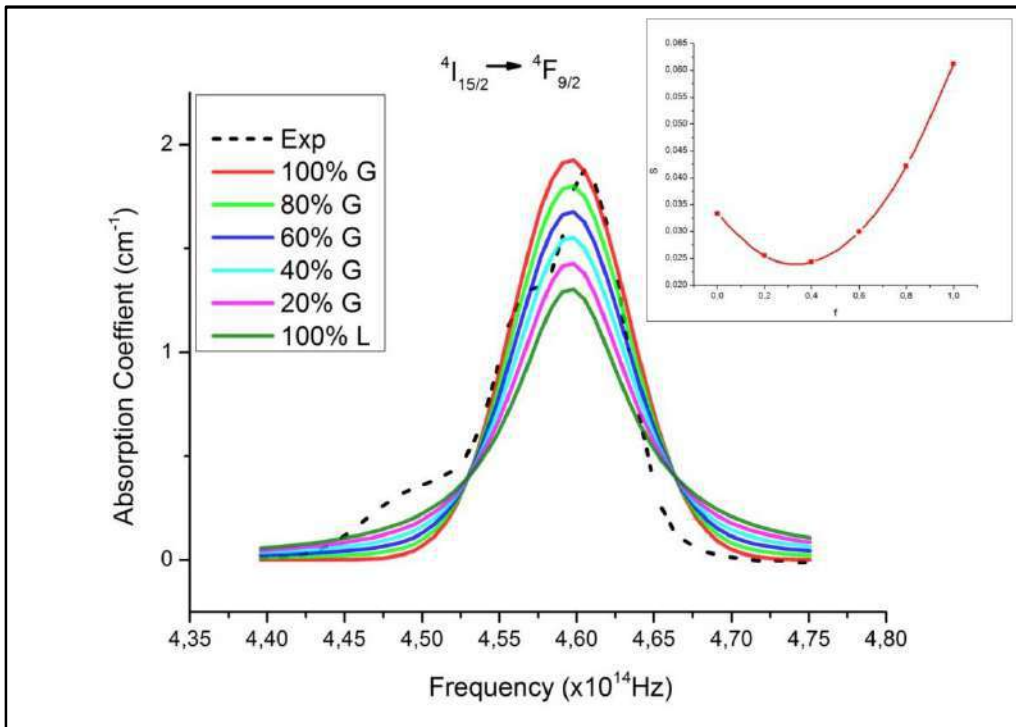 ⁴I₁₅/₂ → ⁴F₉/₂
Exp
100% G
80% G
60% G
40% G
20% G
100% L
Absorption Coeffient (cm⁻¹)
2
1
0
4,35 4,40 4,45 4,50 4,55 4,60 4,65 4,70 4,75 4,80
Frequency (x10¹⁴Hz)
0,065
0,060
0,055
0,050
0,045
0,040
0,035
0,030
0,025
0,020
S
0,0 0,2 0,4 0,6 0,8 1,0
f